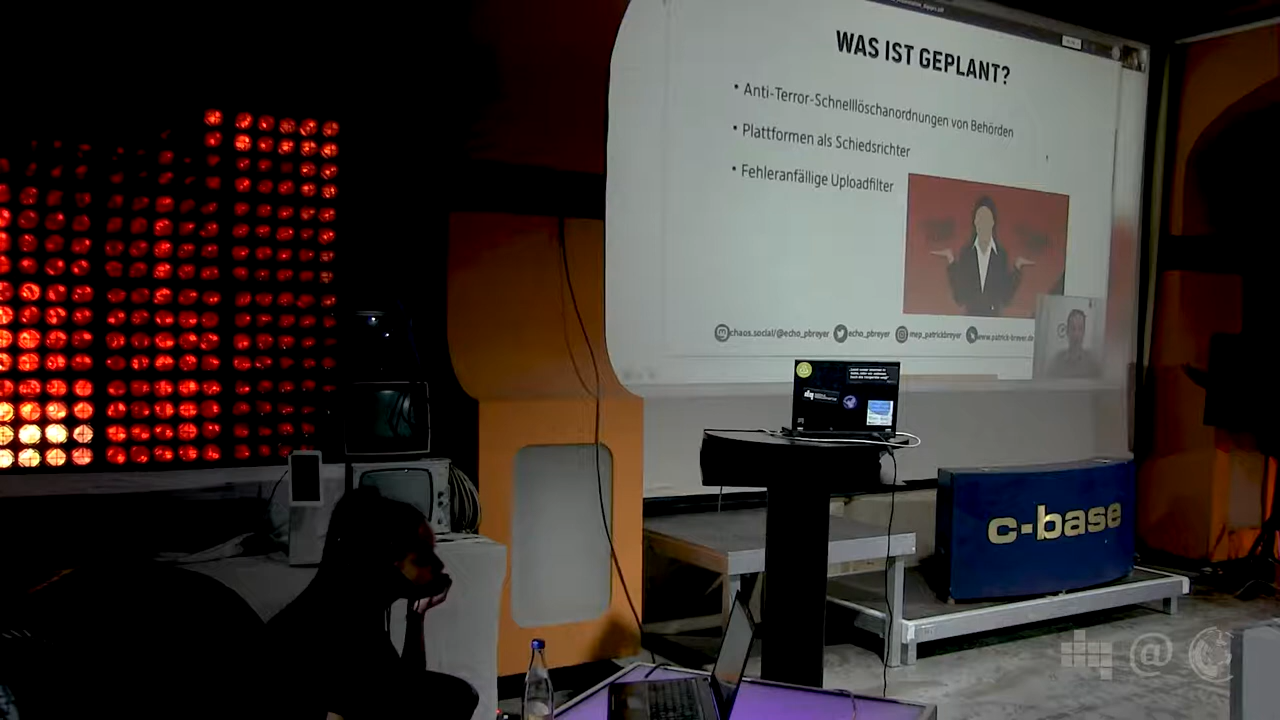 WAS IST GEPLANT?
• Anti-Terror-Schnelllöschanordnungen von Behörden
• Plattformen als Schiedsrichter
• Fehleranfällige Uploadfilter
chaos.social/@echo_pbreyer echo_pbreyer mep_patrickbreyer www.patrick-breyer.de
c-base
dq @